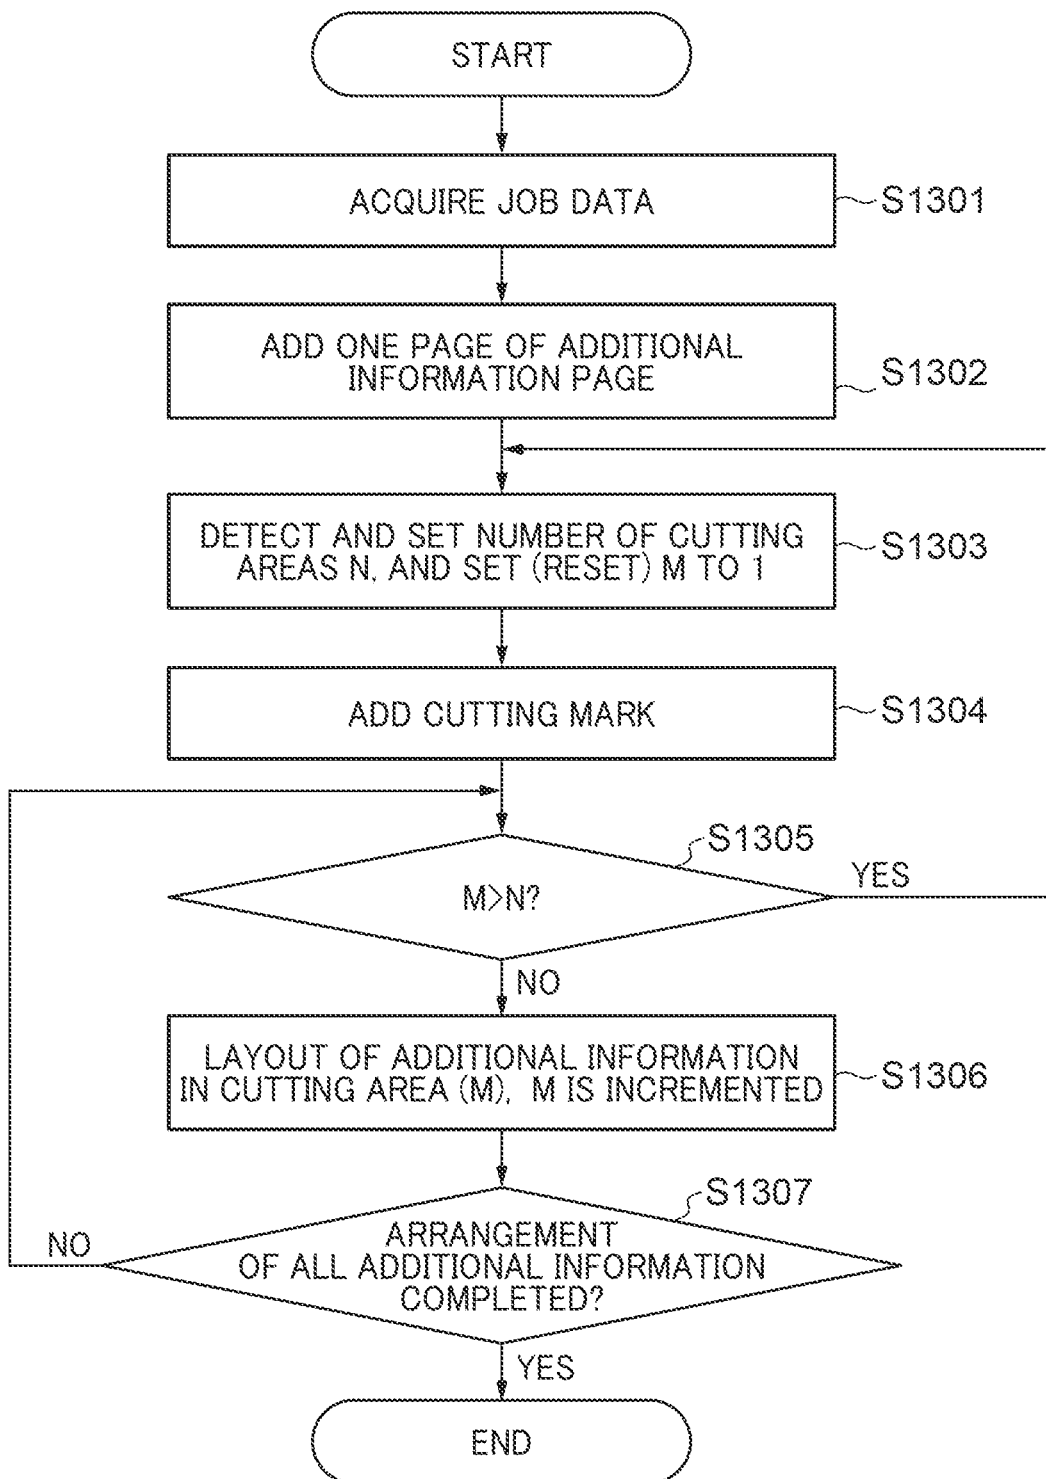 START
ACQUIRE JOB DATA
S1301
ADD ONE PAGE OF ADDITIONAL
INFORMATION PAGE
S1302
DETECT AND SET NUMBER OF CUTTING
AREAS N, AND SET (RESET) M TO 1
S1303
ADD CUTTING MARK
S1304
S1305
M>N?
YES
NO
LAYOUT OF ADDITIONAL INFORMATION
IN CUTTING AREA (M), M IS INCREMENTED
S1306
S1307
ARRANGEMENT
OF ALL ADDITIONAL INFORMATION
COMPLETED?
NO
YES
END